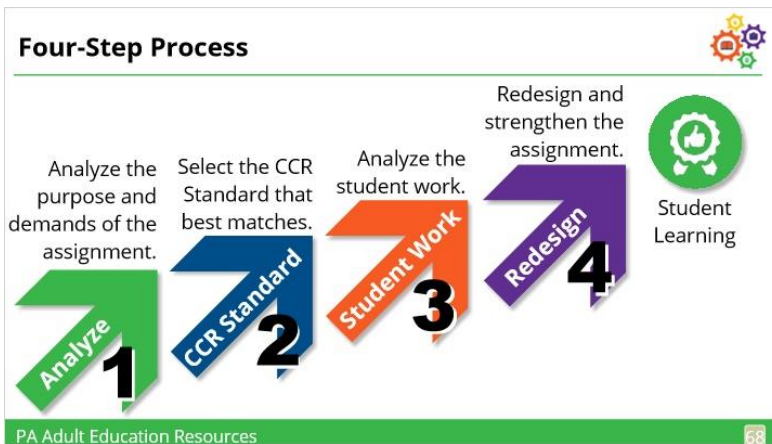 Four-Step Process
Analyze the
purpose and
demands of the
assignment.
Analyze
1
Select the CCR
Standard that
best matches.
CCR Standard
2
Analyze the
student work.
Student Work
3
Redesign and
strengthen the
assignment.
Redesign
4
Student
Learning
PA Adult Education Resources
68